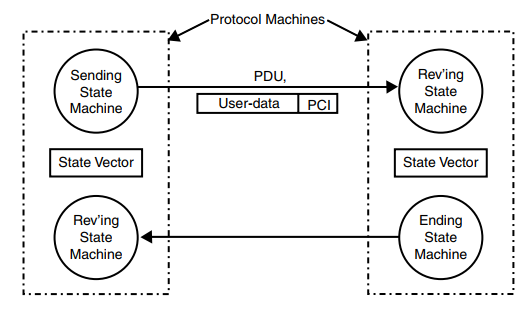 Protocol Machines
Sending
State
Machine
PDU,
User-data PCI
Rev'ing
State
Machine
State Vector
State Vector
Rev'ing
State
Machine
Ending
State
Machine